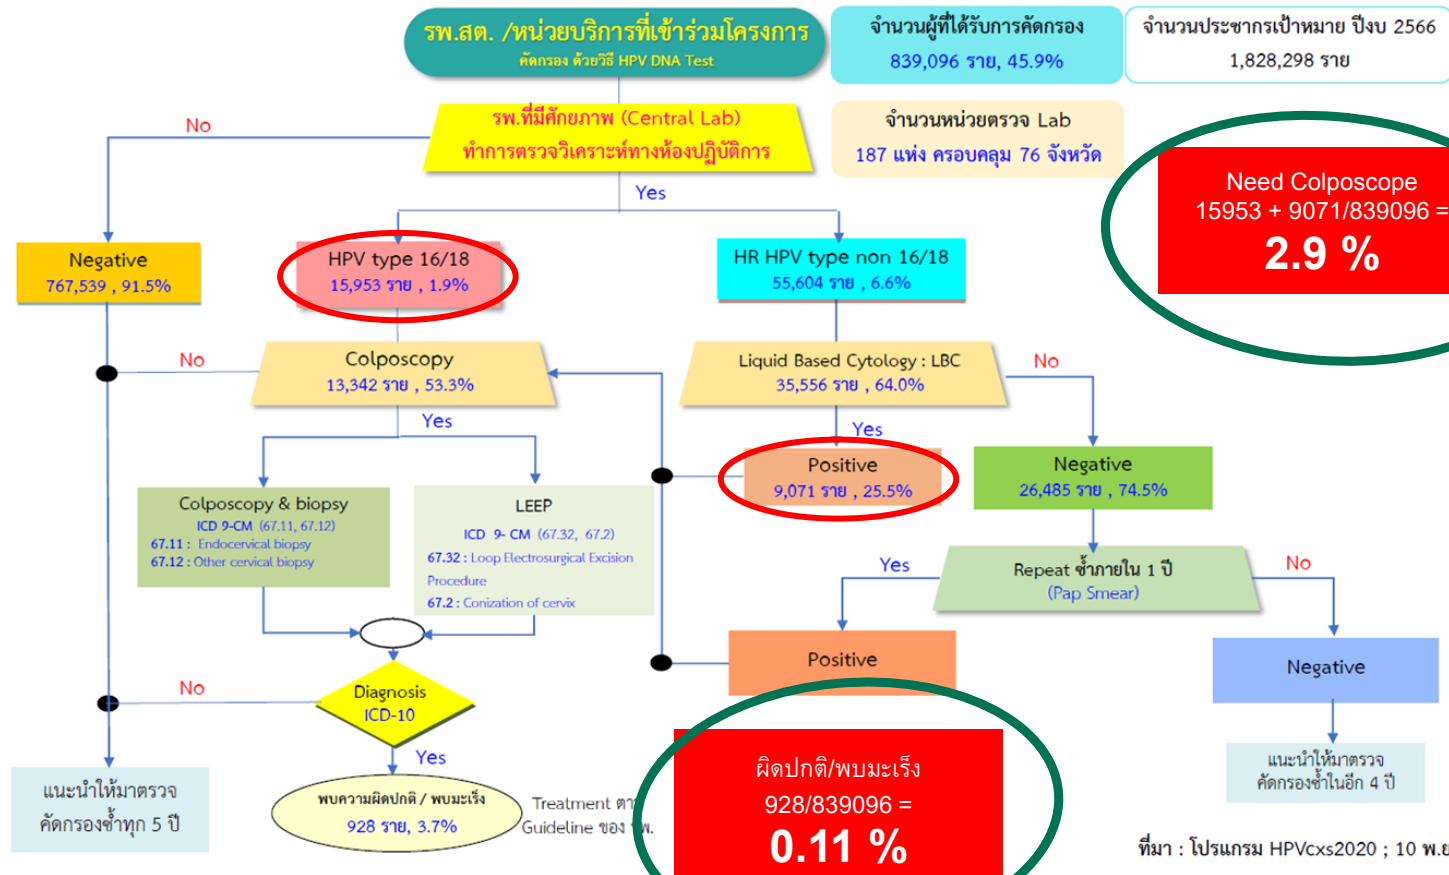 รพ.สต. /หน่วยบริการที่เข้าร่วมโครงการ
คัดกรอง ด้วยวิธี HPV DNA Test
จำนวนผู้ที่ได้รับการคัดกรอง
839,096 ราย, 45.9%
จำนวนประชากรเป้าหมาย ปีงบ 2566
1,828,298 ราย
รพ.ที่มีศักยภาพ (Central Lab)
ทำการตรวจวิเคราะห์ทางห้องปฏิบัติการ
จำนวนหน่วยตรวจ Lab
187 แห่ง ครอบคลุม 76 จังหวัด
No
Yes
Need Colposcope
15953 + 9071/839096 =
2.9 %
Negative
767,539 , 91.5%
HPV type 16/18
15,953 ราย , 1.9%
HR HPV type non 16/18
55,604 ราย , 6.6%
No
Colposcopy
13,342 ราย , 53.3%
Liquid Based Cytology : LBC
35,556 ราย , 64.0%
No
Yes
Yes
Positive
9,071 ราย , 25.5%
Negative
26,485 ราย , 74.5%
Colposcopy & biopsy
ICD 9-CM (67.11, 67.12)
67.11 : Endocervical biopsy
67.12 : Other cervical biopsy
LEEP
ICD 9- CM (67.32, 67.2)
67.32 : Loop Electrosurgical Excision
Procedure
67.2 : Conization of cervix
Yes
Repeat ซ้ำภายใน 1 ปี
(Pap Smear)
No
Positive
Negative
No
Diagnosis
ICD-10
Yes
แนะนำให้มาตรวจ
คัดกรองซ้ำทุก 5 ปี
พบความผิดปกติ / พบมะเร็ง
928 ราย, 3.7%
Treatment
Guideline ของ
ผิดปกติ/พบมะเร็ง
928/839096 =
0.11 %
แนะนำให้มาตรวจ
คัดกรองซ้ำในอีก 4 ปี
ที่มา : โปรแกรม HPVcxs2020 ; 10 พ.ย